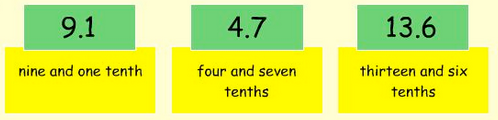 9.1 4.7 13.6
nine and one tenth
four and seven
tenths
thirteen and six
tenths